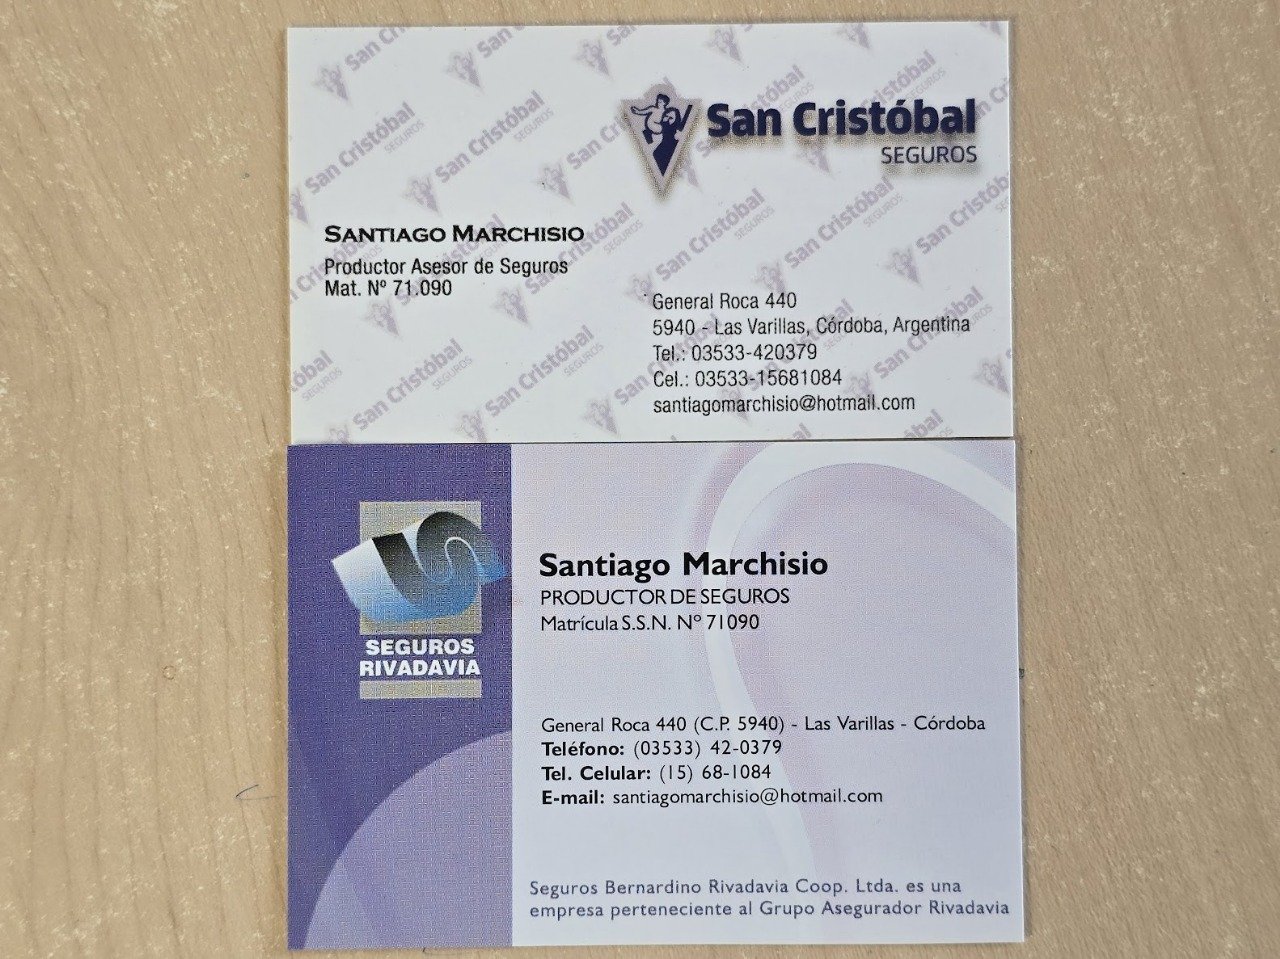 San Cristóbal
SEGUROS
SANTIAGO MARCHISIO
Productor Asesor de Seguros
Mat. Nº 71.090
General Roca 440
5940 - Las Varillas, Córdoba, Argentina
Tel.: 03533-420379
Cel.: 03533-15681084
santiagomarchisio@hotmail.com
SEGUROS
RIVADAVIA
Santiago Marchisio
PRODUCTOR DE SEGUROS
Matrícula S.S.N. Nº 71090
General Roca 440 (C.P. 5940) - Las Varillas - Córdoba
Teléfono: (03533) 42-0379
Tel. Celular: (15) 68-1084
E-mail: santiagomarchisio@hotmail.com
Seguros Bernardino Rivadavia Coop. Ltda. es una
empresa perteneciente al Grupo Asegurador Rivadavia